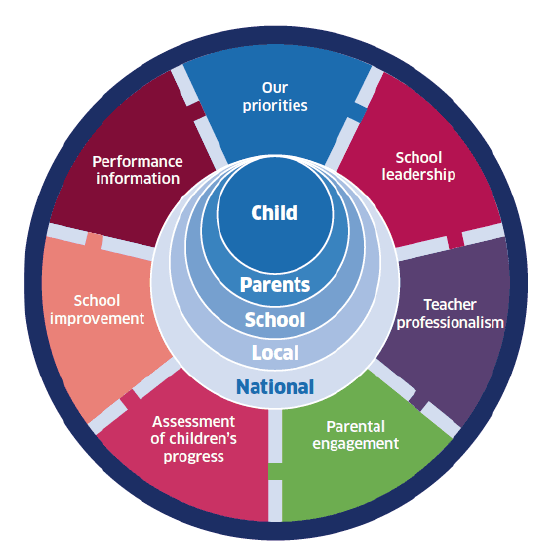 Our
priorities
School
leadership
Teacher
professionalism
Parental
engagement
Assessment
of children's
progress
School
improvement
Performance
information
Child
Parents
School
Local
National